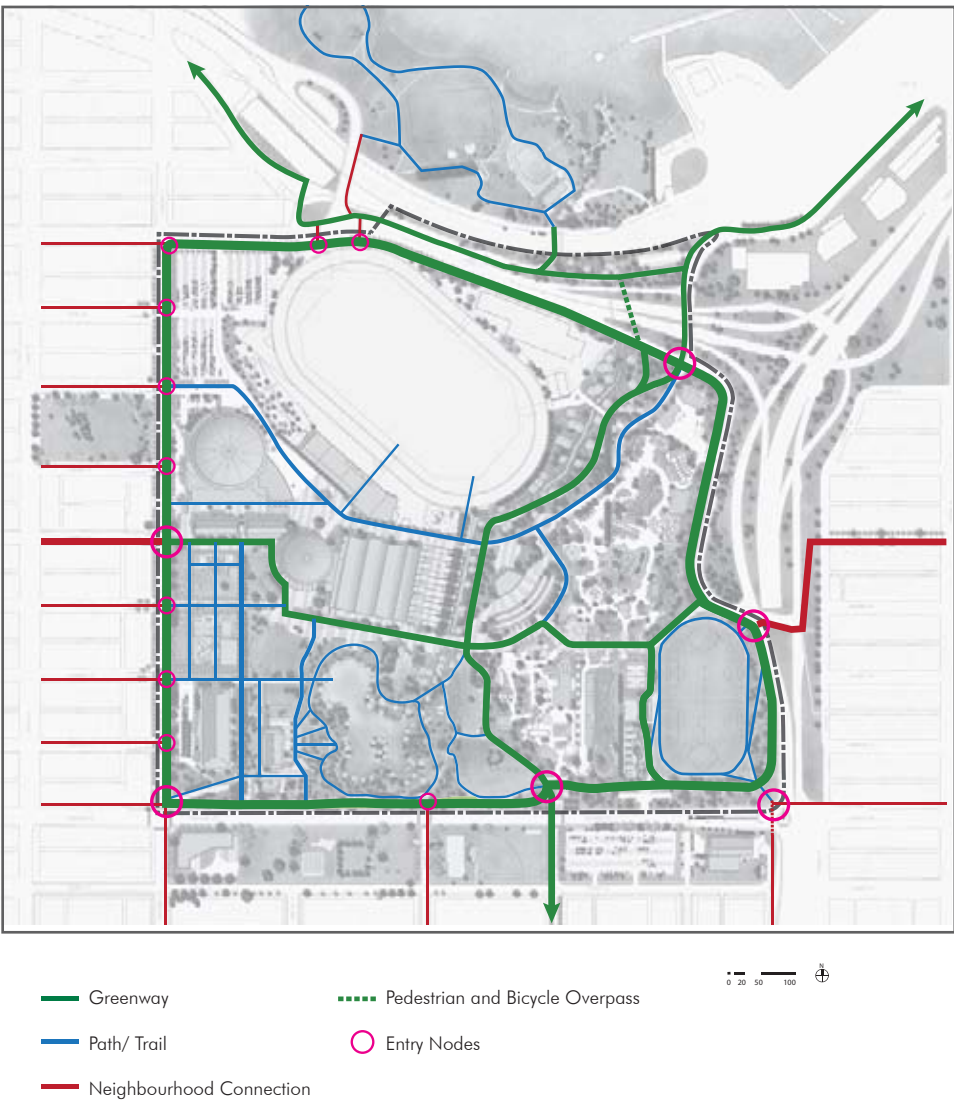 N
0 20 50 100
Greenway
Pedestrian and Bicycle Overpass
Path/ Trail
Entry Nodes
Neighbourhood Connection